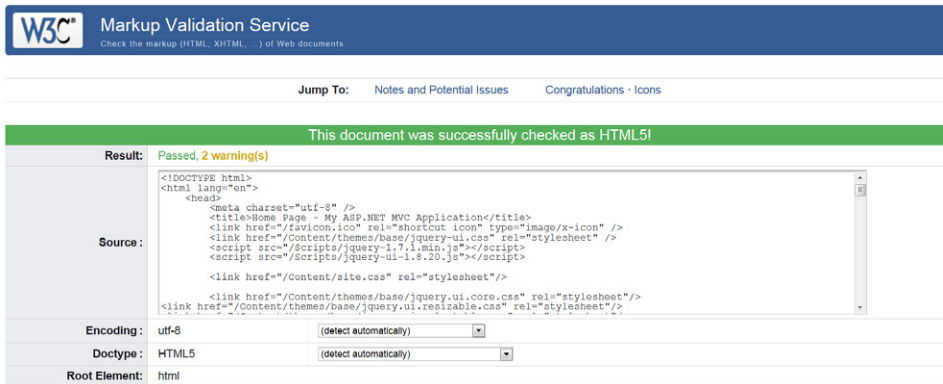 W3C® Markup Validation Service
Check the markup (HTML, XHTML, …) of Web documents
Jump To: Notes and Potential Issues Congratulations · Icons
This document was successfully checked as HTML5!
Result: Passed, 2 warning(s)
Source :
<!DOCTYPE html>
<html lang="en">
<head>
<meta charset="utf-8" />
<title>Home Page - My ASP.NET MVC Application</title>
<link href="/favicon.ico" rel="shortcut icon" type="image/x-icon" />
<link href="/Content/themes/base/jquery-ui.css" rel="stylesheet" />
<script src="/Scripts/jquery-1.7.1.min.js"></script>
<script src="/Scripts/jquery-ui-1.8.20.js"></script>
<link href="/Content/site.css" rel="stylesheet"/>
<link href="/Content/themes/base/jquery.ui.core.css" rel="stylesheet"/>
<link href="/Content/themes/base/jquery.ui.resizable.css" rel="stylesheet"/>
Encoding : utf-8 (detect automatically)
Doctype : HTML5 (detect automatically)
Root Element: html